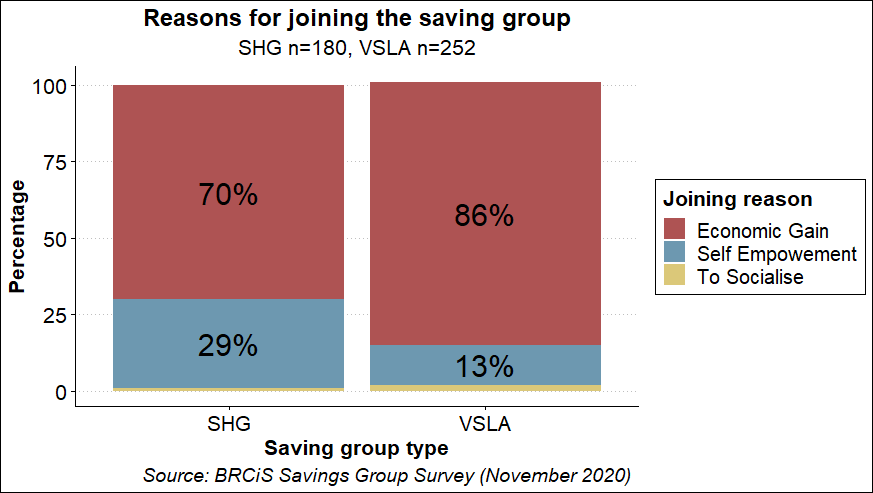 Reasons for joining the saving group
SHG n=180, VSLA n=252
Percentage
100
75
50
25
0
70%
29%
86%
13%
SHG
VSLA
Saving group type
Joining reason
Economic Gain
Self Empowement
To Socialise
Source: BRCiS Savings Group Survey (November 2020)